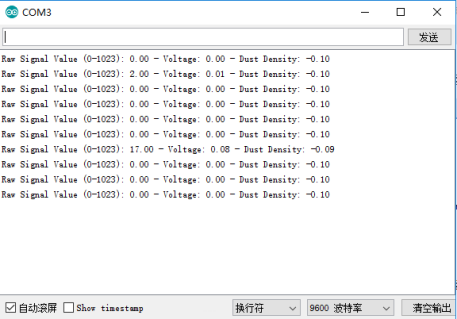 COM3
发送
Raw Signal Value (0-1023): 0.00 - Voltage: 0.00 - Dust Density: -0.10
Raw Signal Value (0-1023): 2.00 - Voltage: 0.01 - Dust Density: -0.10
Raw Signal Value (0-1023): 0.00 - Voltage: 0.00 - Dust Density: -0.10
Raw Signal Value (0-1023): 0.00 - Voltage: 0.00 - Dust Density: -0.10
Raw Signal Value (0-1023): 0.00 - Voltage: 0.00 - Dust Density: -0.10
Raw Signal Value (0-1023): 0.00 - Voltage: 0.00 - Dust Density: -0.10
Raw Signal Value (0-1023): 17.00 - Voltage: 0.08 - Dust Density: -0.09
Raw Signal Value (0-1023): 0.00 - Voltage: 0.00 - Dust Density: -0.10
Raw Signal Value (0-1023): 0.00 - Voltage: 0.00 - Dust Density: -0.10
Raw Signal Value (0-1023): 0.00 - Voltage: 0.00 - Dust Density: -0.10
自动滚屏 Show timestamp 换行符 9600 波特率 清空输出